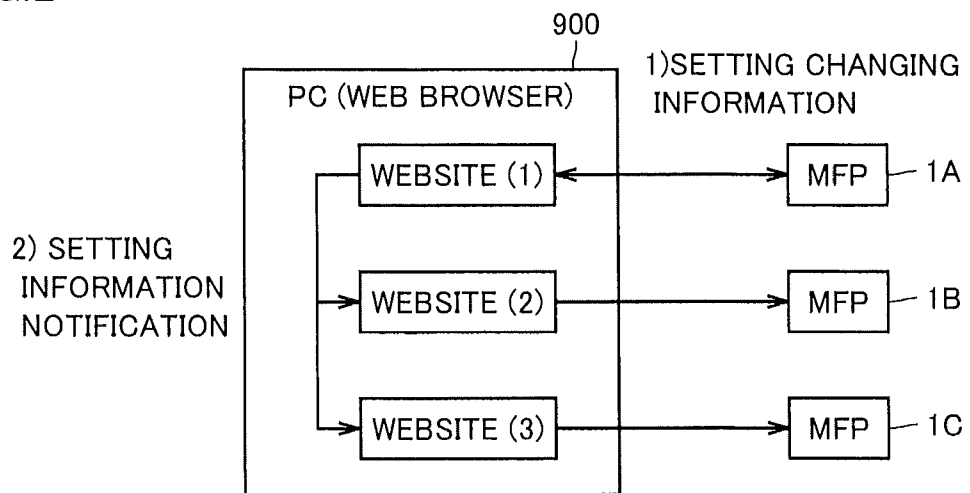 900
1)SETTING CHANGING
INFORMATION
PC (WEB BROWSER)
WEBSITE (1)
MFP
1A
2) SETTING
INFORMATION
NOTIFICATION
WEBSITE (2)
MFP
1B
WEBSITE (3)
MFP
1C